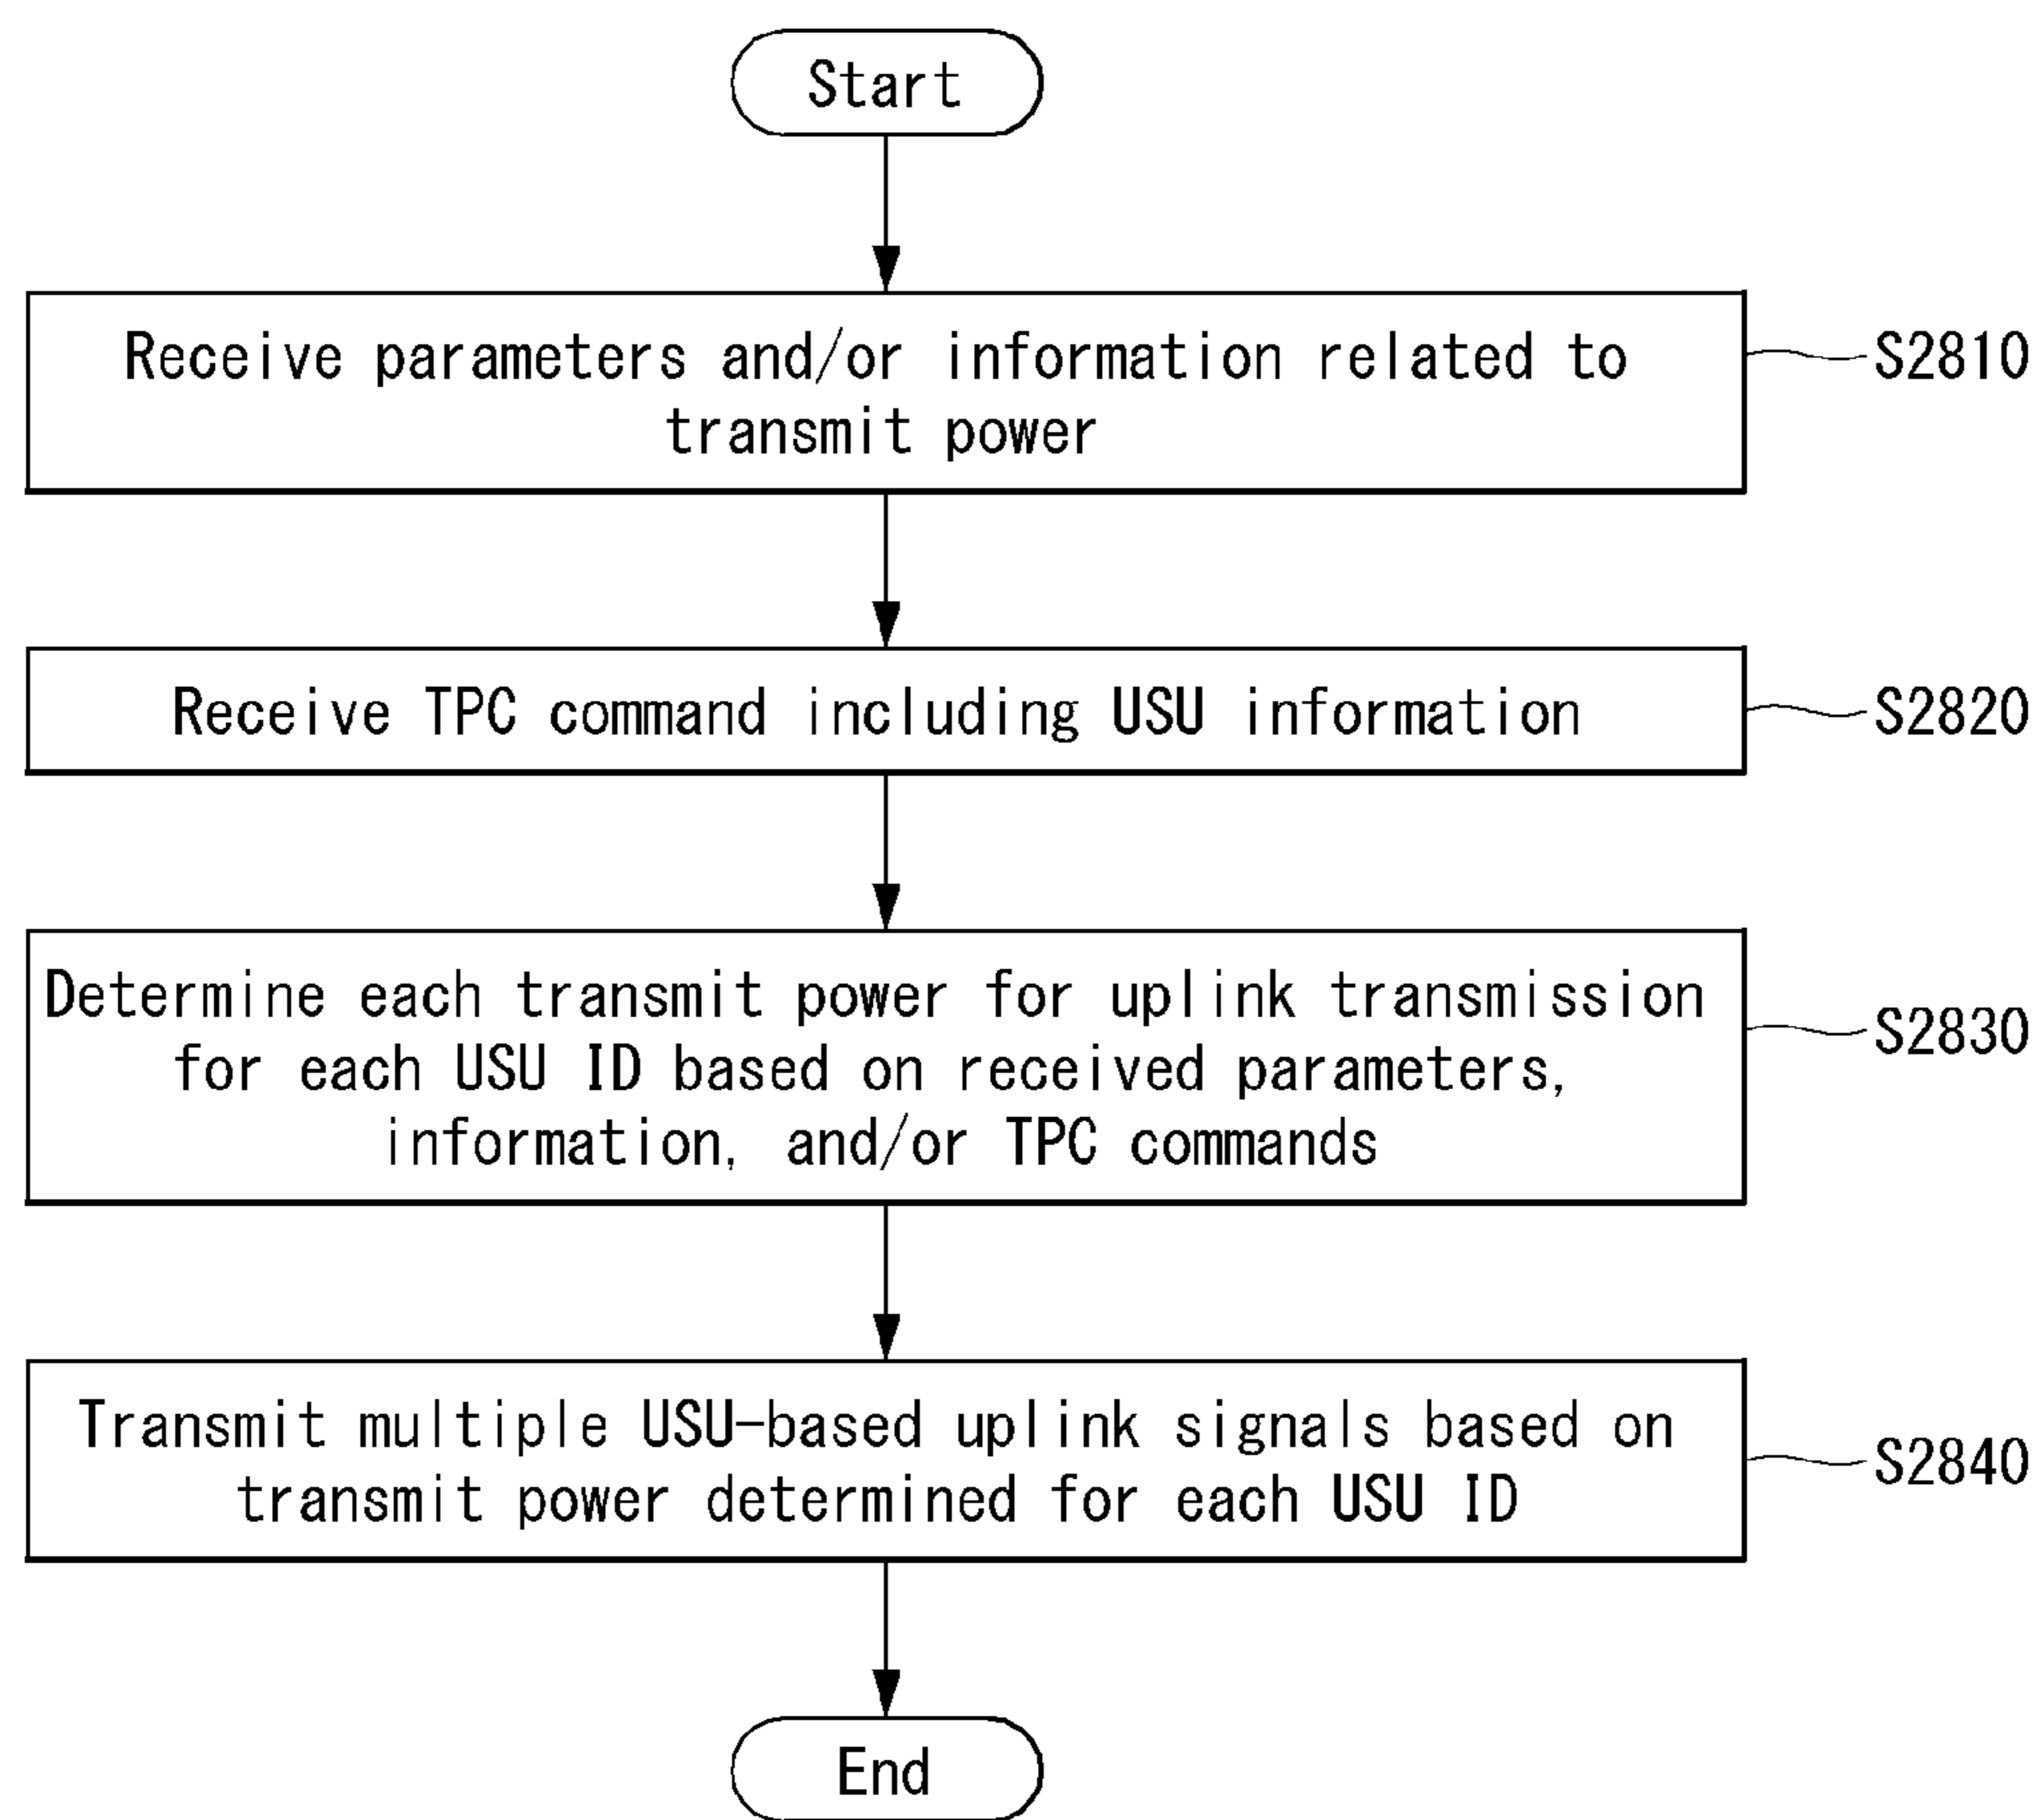 Start
Receive parameters and/or information related to
transmit power
S2810
Receive TPC command including USU information
S2820
Determine each transmit power for uplink transmission
for each USU ID based on received parameters,
information, and/or TPC commands
S2830
Transmit multiple USU-based uplink signals based on
transmit power determined for each USU ID
S2840
End